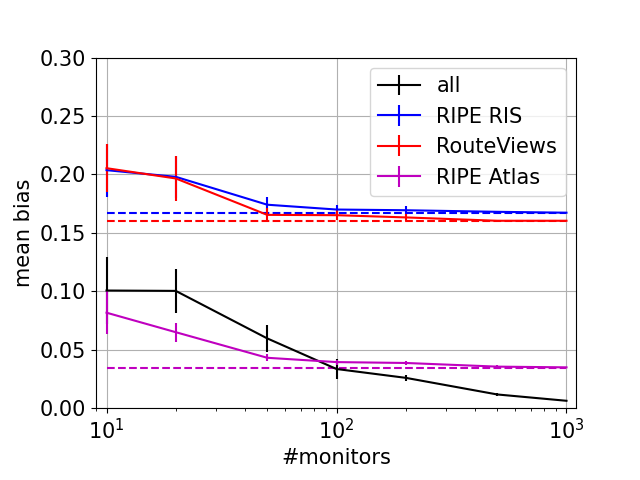 0.30
0.25
0.20
0.15
0.10
0.05
0.00
mean bias
all
RIPE RIS
RouteViews
RIPE Atlas
10¹
10²
10³
#monitors